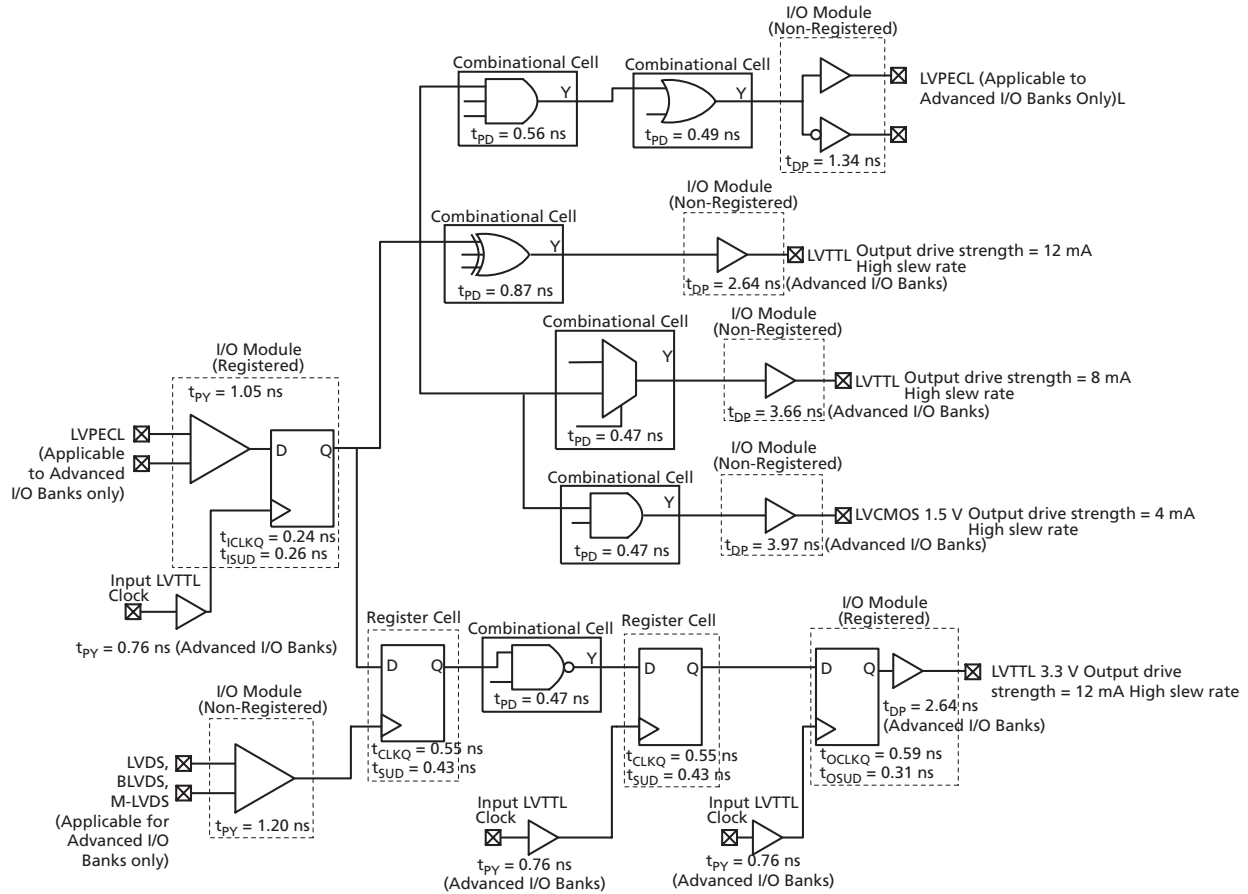 I/O Module
(Non-Registered)
Combinational Cell
Y
tPD = 0.56 ns
Combinational Cell
Y
tPD = 0.49 ns
tDP = 1.34 ns
LVPECL (Applicable to
Advanced I/O Banks Only)L
I/O Module
(Non-Registered)
Combinational Cell
Y
tPD = 0.87 ns
tDP = 2.64 ns (Advanced I/O Banks)
LVTTL Output drive strength = 12 mA
High slew rate
I/O Module
(Non-Registered)
Combinational Cell
Y
tPD = 0.47 ns
tDP = 3.66 ns (Advanced I/O Banks)
LVTTL Output drive strength = 8 mA
High slew rate
I/O Module
(Registered)
tPY = 1.05 ns
LVPECL
(Applicable
to Advanced
I/O Banks only)
D Q
tICLKQ = 0.24 ns
tISUD = 0.26 ns
Input LVTTL
Clock
tPY = 0.76 ns (Advanced I/O Banks)
I/O Module
(Non-Registered)
Combinational Cell
Y
tPD = 0.47 ns
tDP = 3.97 ns (Advanced I/O Banks)
LVCMOS 1.5 V Output drive strength = 4 mA
High slew rate
Register Cell
D Q
tCLKQ = 0.55 ns
tSUD = 0.43 ns
Combinational Cell
Y
tPD = 0.47 ns
Register Cell
D Q
tCLKQ = 0.55 ns
tSUD = 0.43 ns
I/O Module
(Registered)
D Q
tDP = 2.64 ns
(Advanced I/O Banks)
tOCLKQ = 0.59 ns
tOSUD = 0.31 ns
LVTTL 3.3 V Output drive
strength = 12 mA High slew rate
I/O Module
(Non-Registered)
LVDS,
BLVDS,
M-LVDS
(Applicable for
Advanced I/O
Banks only)
tPY = 1.20 ns
Input LVTTL
Clock
tPY = 0.76 ns
(Advanced I/O Banks)
Input LVTTL
Clock
tPY = 0.76 ns
(Advanced I/O Banks)